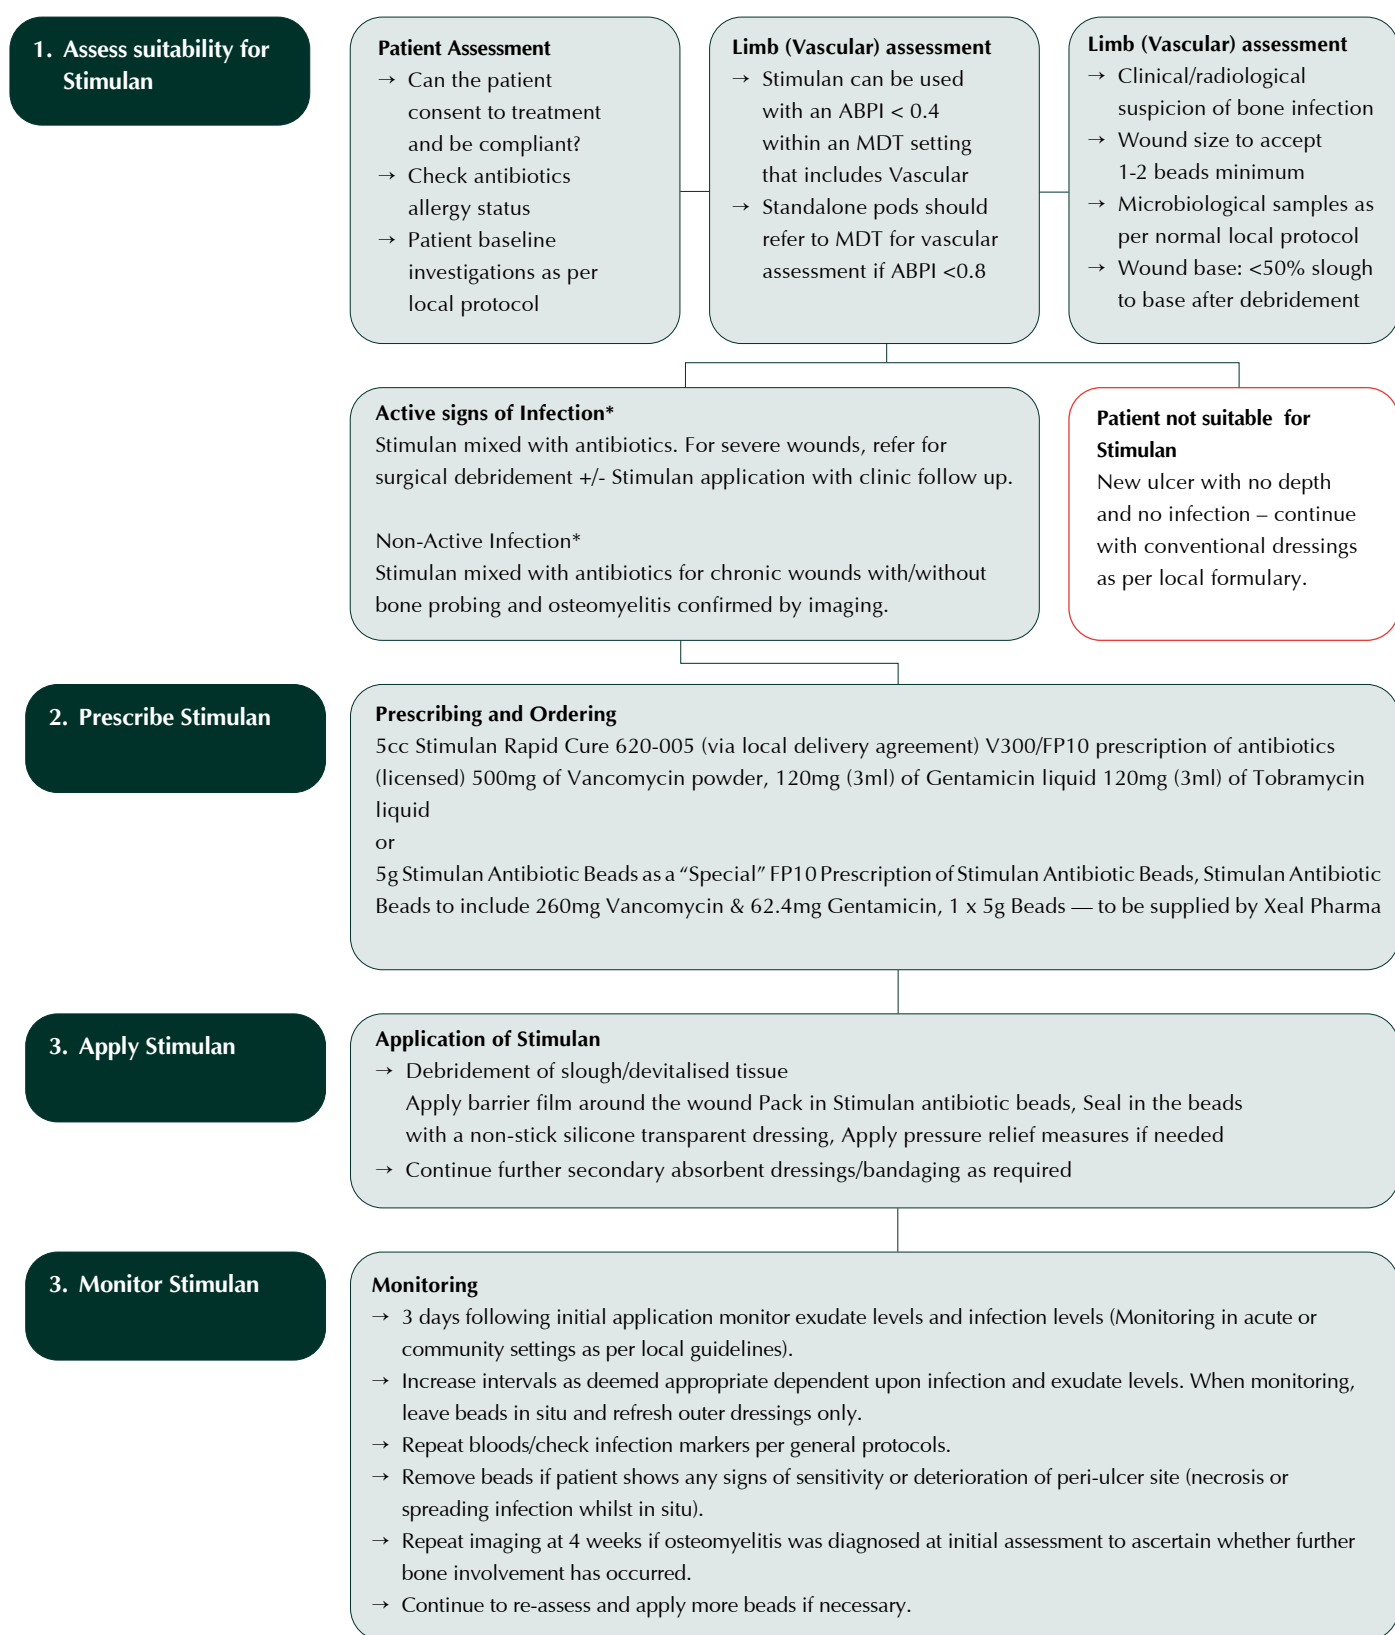 1. Assess suitability for
Stimulan
Patient Assessment
→ Can the patient
consent to treatment
and be compliant?
→ Check antibiotics
allergy status
→ Patient baseline
investigations as per
local protocol
Limb (Vascular) assessment
→ Stimulan can be used
with an ABPI < 0.4
within an MDT setting
that includes Vascular
→ Standalone pods should
refer to MDT for vascular
assessment if ABPI <0.8
Limb (Vascular) assessment
→ Clinical/radiological
suspicion of bone infection
→ Wound size to accept
1-2 beads minimum
→ Microbiological samples as
per normal local protocol
→ Wound base: <50% slough
to base after debridement
Active signs of Infection*
Stimulan mixed with antibiotics. For severe wounds, refer for
surgical debridement +/- Stimulan application with clinic follow up.
Non-Active Infection*
Stimulan mixed with antibiotics for chronic wounds with/without
bone probing and osteomyelitis confirmed by imaging.
Patient not suitable for
Stimulan
New ulcer with no depth
and no infection – continue
with conventional dressings
as per local formulary.
2. Prescribe Stimulan
Prescribing and Ordering
5cc Stimulan Rapid Cure 620-005 (via local delivery agreement) V300/FP10 prescription of antibiotics
(licensed) 500mg of Vancomycin powder, 120mg (3ml) of Gentamicin liquid 120mg (3ml) of Tobramycin
liquid
or
5g Stimulan Antibiotic Beads as a “Special” FP10 Prescription of Stimulan Antibiotic Beads, Stimulan Antibiotic
Beads to include 260mg Vancomycin & 62.4mg Gentamicin, 1 x 5g Beads — to be supplied by Xeal Pharma
3. Apply Stimulan
Application of Stimulan
→ Debridement of slough/devitalised tissue
Apply barrier film around the wound Pack in Stimulan antibiotic beads, Seal in the beads
with a non-stick silicone transparent dressing, Apply pressure relief measures if needed
→ Continue further secondary absorbent dressings/bandaging as required
3. Monitor Stimulan
Monitoring
→ 3 days following initial application monitor exudate levels and infection levels (Monitoring in acute or
community settings as per local guidelines).
→ Increase intervals as deemed appropriate dependent upon infection and exudate levels. When monitoring,
leave beads in situ and refresh outer dressings only.
→ Repeat bloods/check infection markers per general protocols.
→ Remove beads if patient shows any signs of sensitivity or deterioration of peri-ulcer site (necrosis or
spreading infection whilst in situ).
→ Repeat imaging at 4 weeks if osteomyelitis was diagnosed at initial assessment to ascertain whether further
bone involvement has occurred.
→ Continue to re-assess and apply more beads if necessary.